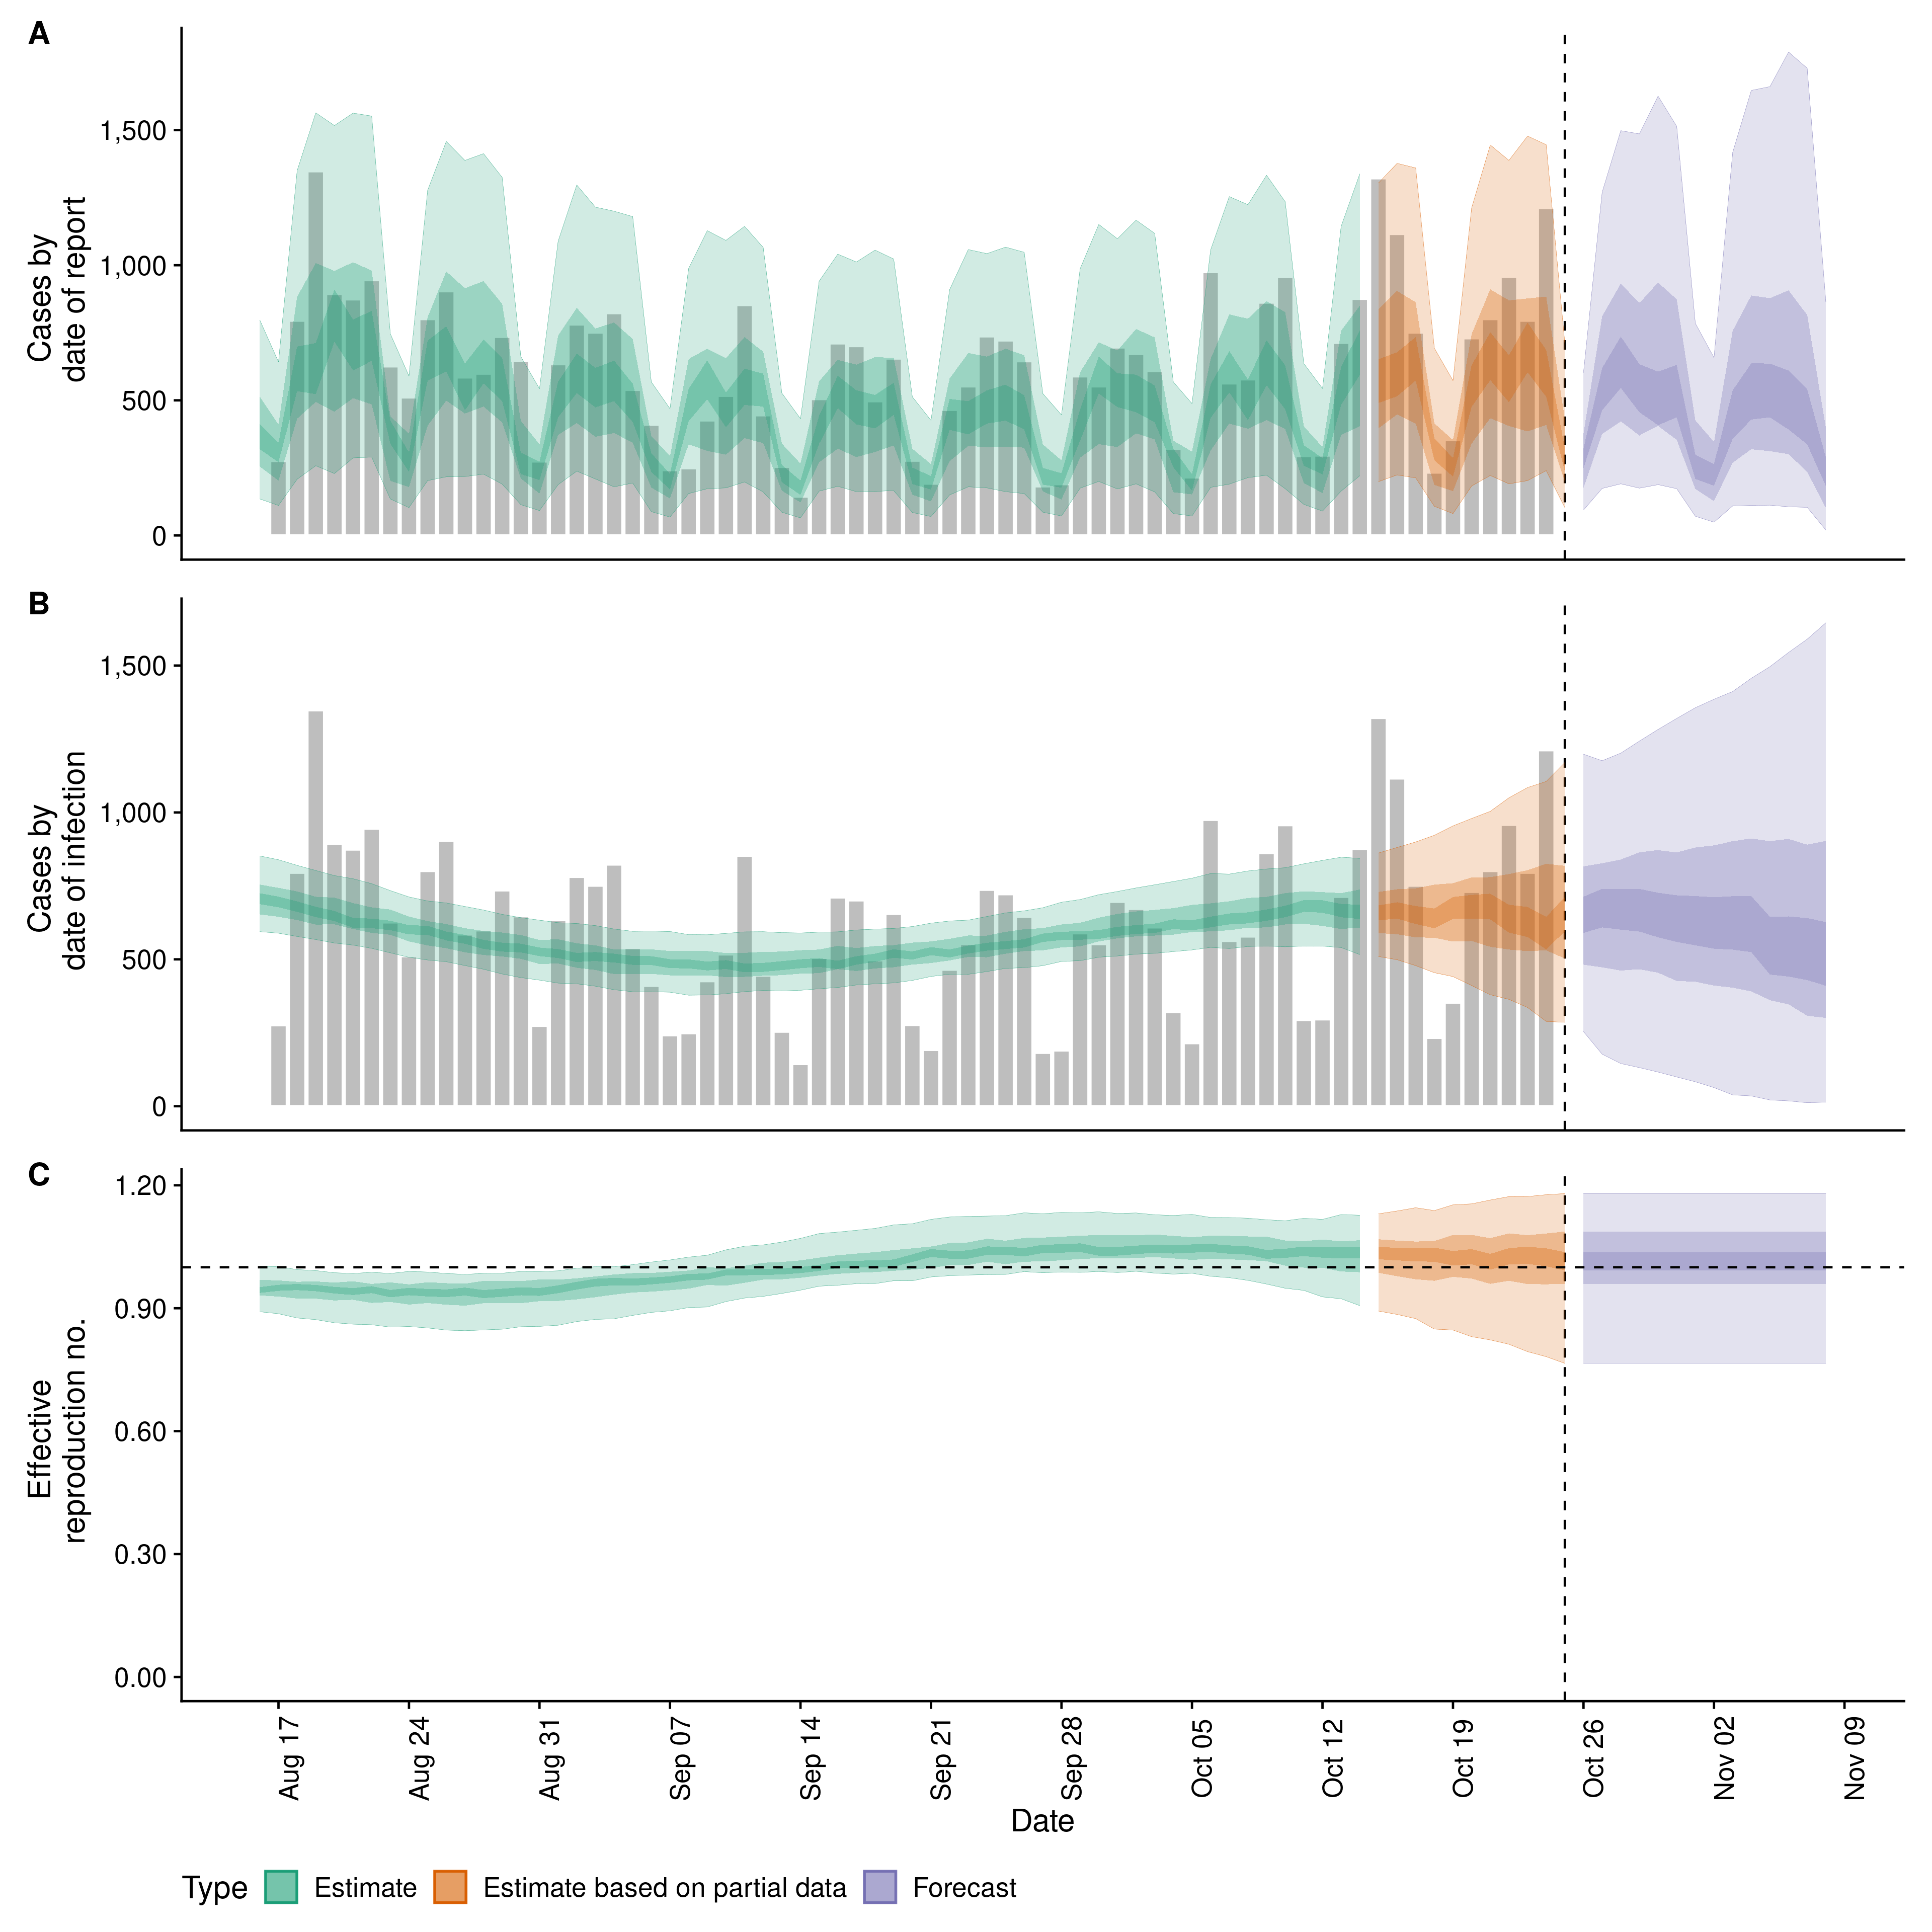 A
Cases by
date of report
1,500
1,000
500
0
B
Cases by
date of infection
1,500
1,000
500
0
C
Effective
reproduction no.
1.20
0.90
0.60
0.30
0.00
Aug 17
Aug 24
Aug 31
Sep 07
Sep 14
Sep 21
Sep 28
Oct 05
Oct 12
Oct 19
Oct 26
Nov 02
Nov 09
Date
Type Estimate Estimate based on partial data Forecast